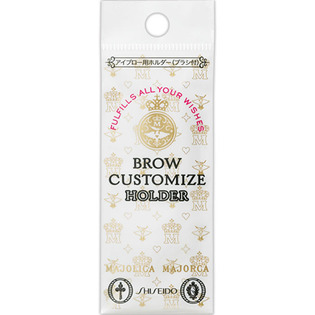 アイブロー用ホルダー(ブラシ付)
FULFILLS ALL YOUR WISHES
M
BROW
CUSTOMIZE
HOLDER
MAJOLICA MAJORCA
SHISEIDO